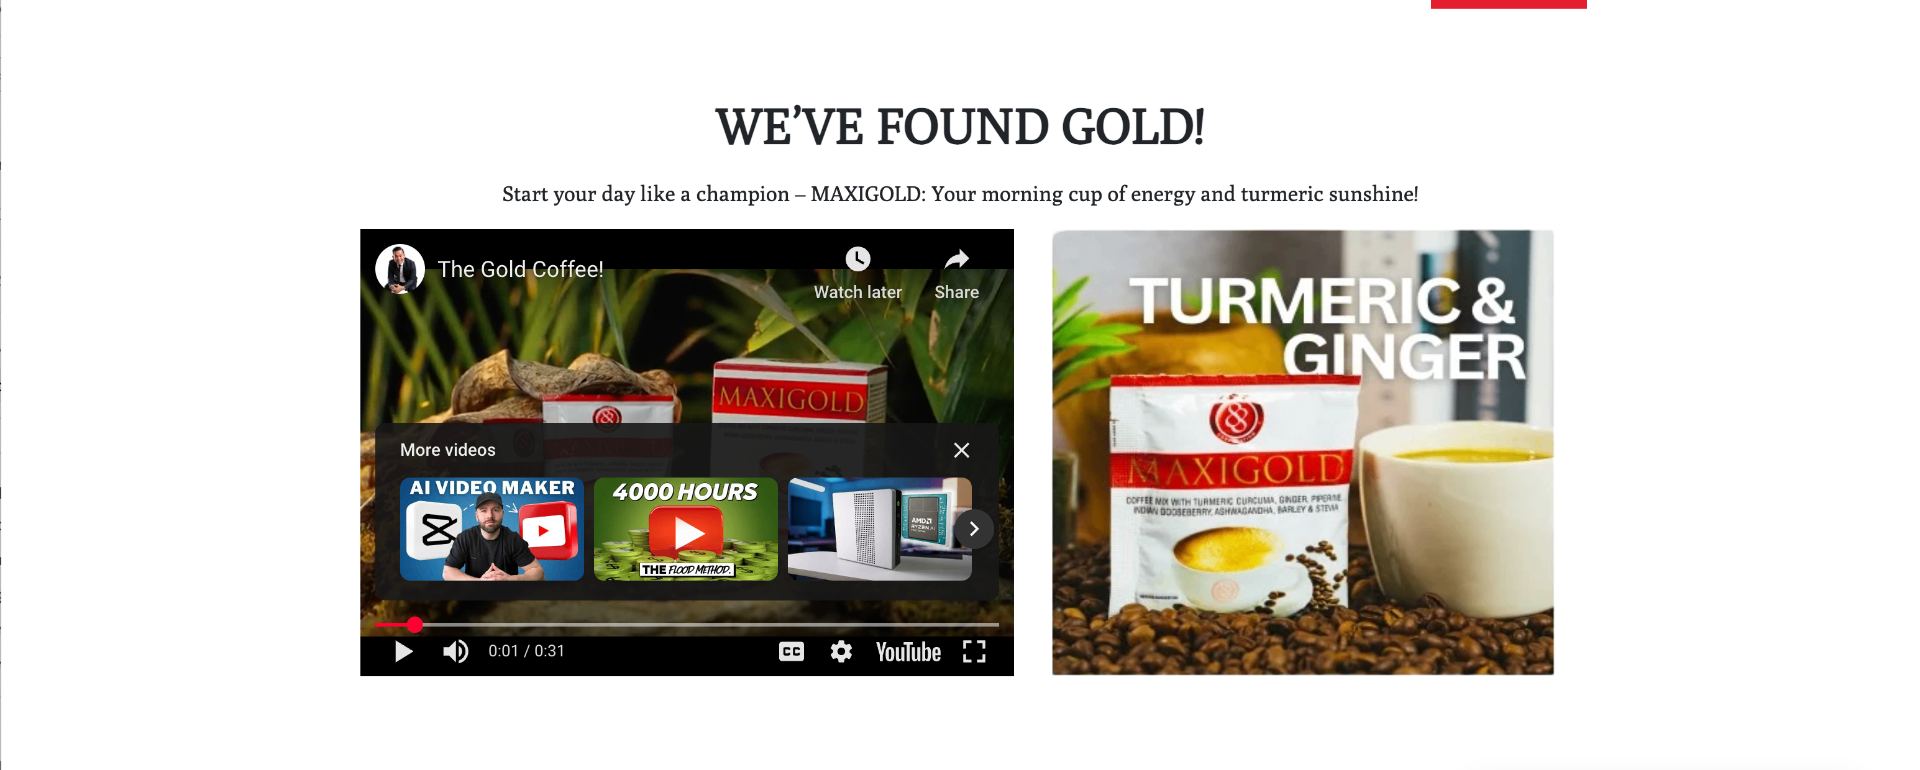 WE’VE FOUND GOLD!
Start your day like a champion – MAXIGOLD: Your morning cup of energy and turmeric sunshine!
The Gold Coffee!
Watch later
Share
MAXIGOLD
More videos
AI VIDEO MAKER
4000 HOURS
THE FLOOD METHOD.
AMD
RYZEN AI
0:01 / 0:31
CC
YouTube
TURMERIC &
GINGER
MAXIGOLD
COFFEE MIX WITH TURMERIC CURCUMA, GINGER, PIPERINE
INDIAN GOOSEBERRY, ASHWAGANDHA, BARLEY & STEVIA